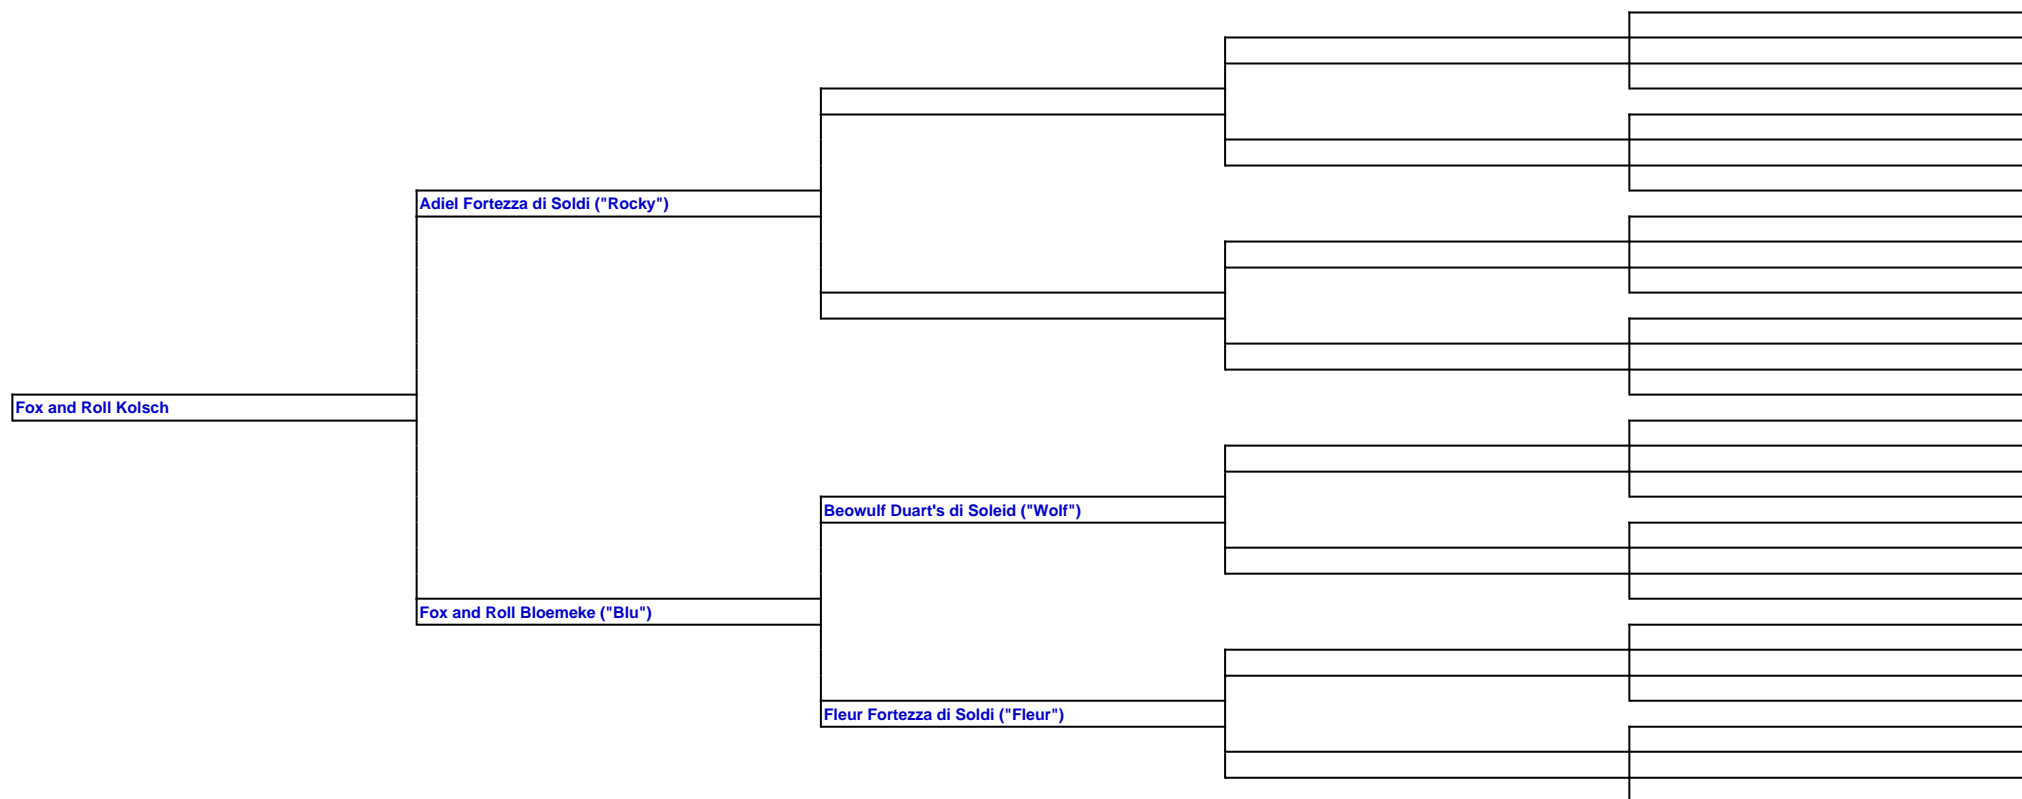 Adiel Fortezza di Soldi ("Rocky")
Fox and Roll Kolsch
Beowulf Duart's di Soleid ("Wolf")
Fox and Roll Bloemeke ("Blu")
Fleur Fortezza di Soldi ("Fleur")